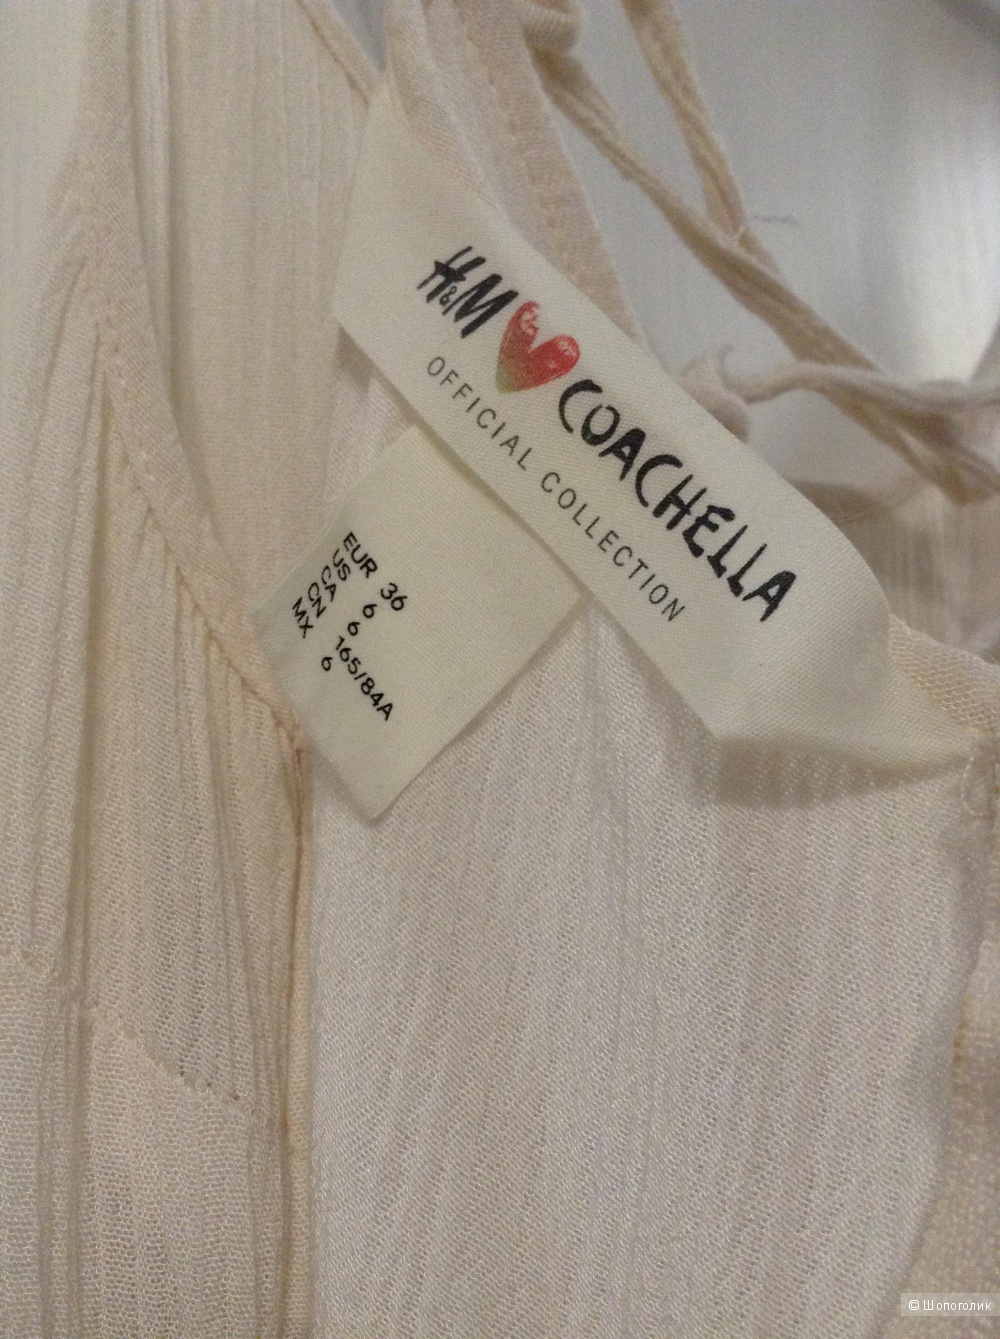 H&M COACHELLA
OFFICIAL COLLECTION
EUR 36
US 6
CA 6
CN 165/84A
MX 6
© Шопоголик